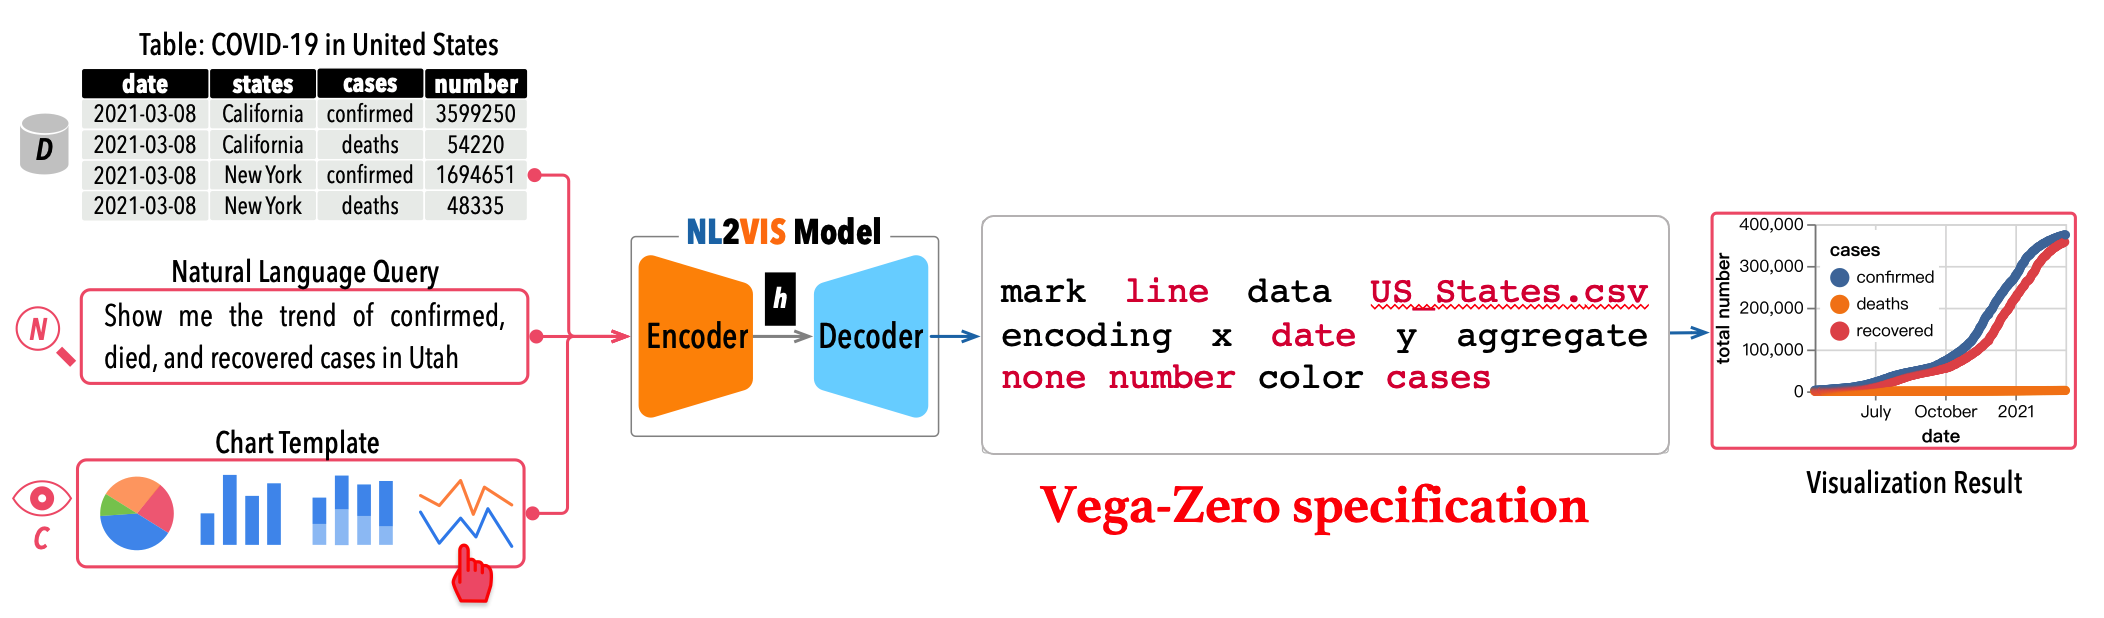 Table: COVID-19 in United States
date states cases number
2021-03-08 California confirmed 3599250
2021-03-08 California deaths 54220
2021-03-08 New York confirmed 1694651
2021-03-08 New York deaths 48335
D
Natural Language Query
N
Show me the trend of confirmed,
died, and recovered cases in Utah
Chart Template
C
NL2VIS Model
Encoder
h
Decoder
mark line data US_States.csv
encoding x date y aggregate
none number color cases
Vega-Zero specification
total number
400,000
300,000
200,000
100,000
0
cases
confirmed
deaths
recovered
July October 2021
date
Visualization Result